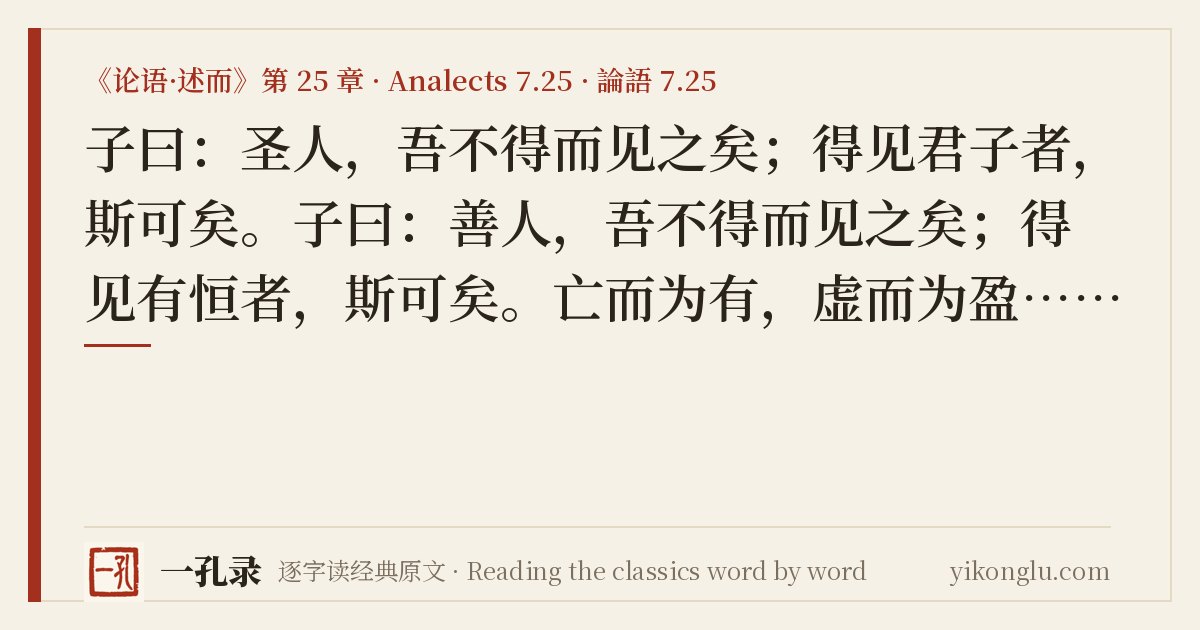 《论语·述而》第 25 章 · Analects 7.25 · 論語 7.25
子曰：圣人，吾不得而见之矣；得见君子者，
斯可矣。子曰：善人，吾不得而见之矣；得
见有恒者，斯可矣。亡而为有，虚而为盈……
一孔
一孔录 逐字读经典原文 · Reading the classics word by word yikonglu.com